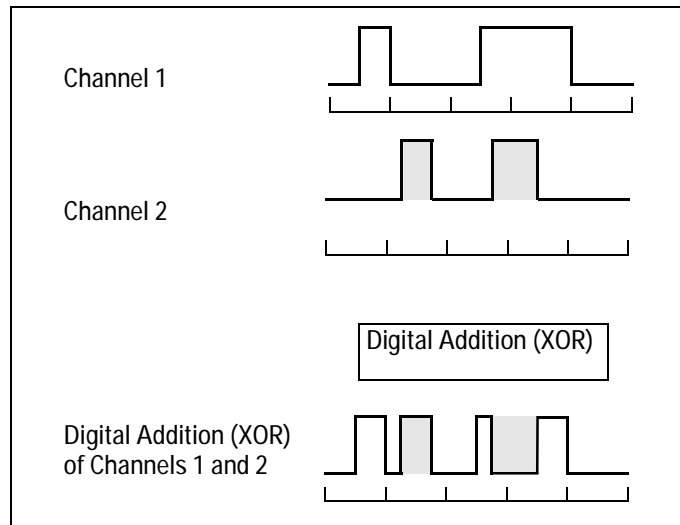 Channel 1
Channel 2
Digital Addition (XOR)
Digital Addition (XOR)
of Channels 1 and 2